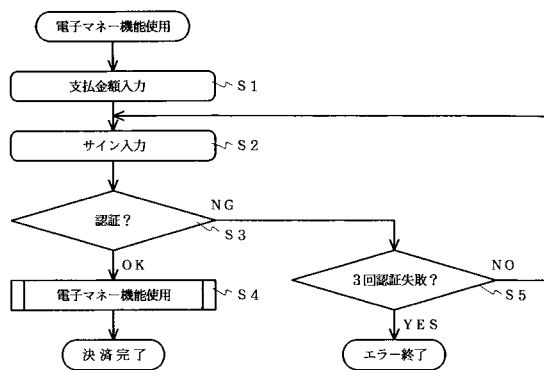 電子マネー機能使用
支払金額入力
S1
サイン入力
S2
認証?
NG
S3
OK
3回認証失敗?
NO
S5
電子マネー機能使用
S4
YES
決済完了
エラー終了